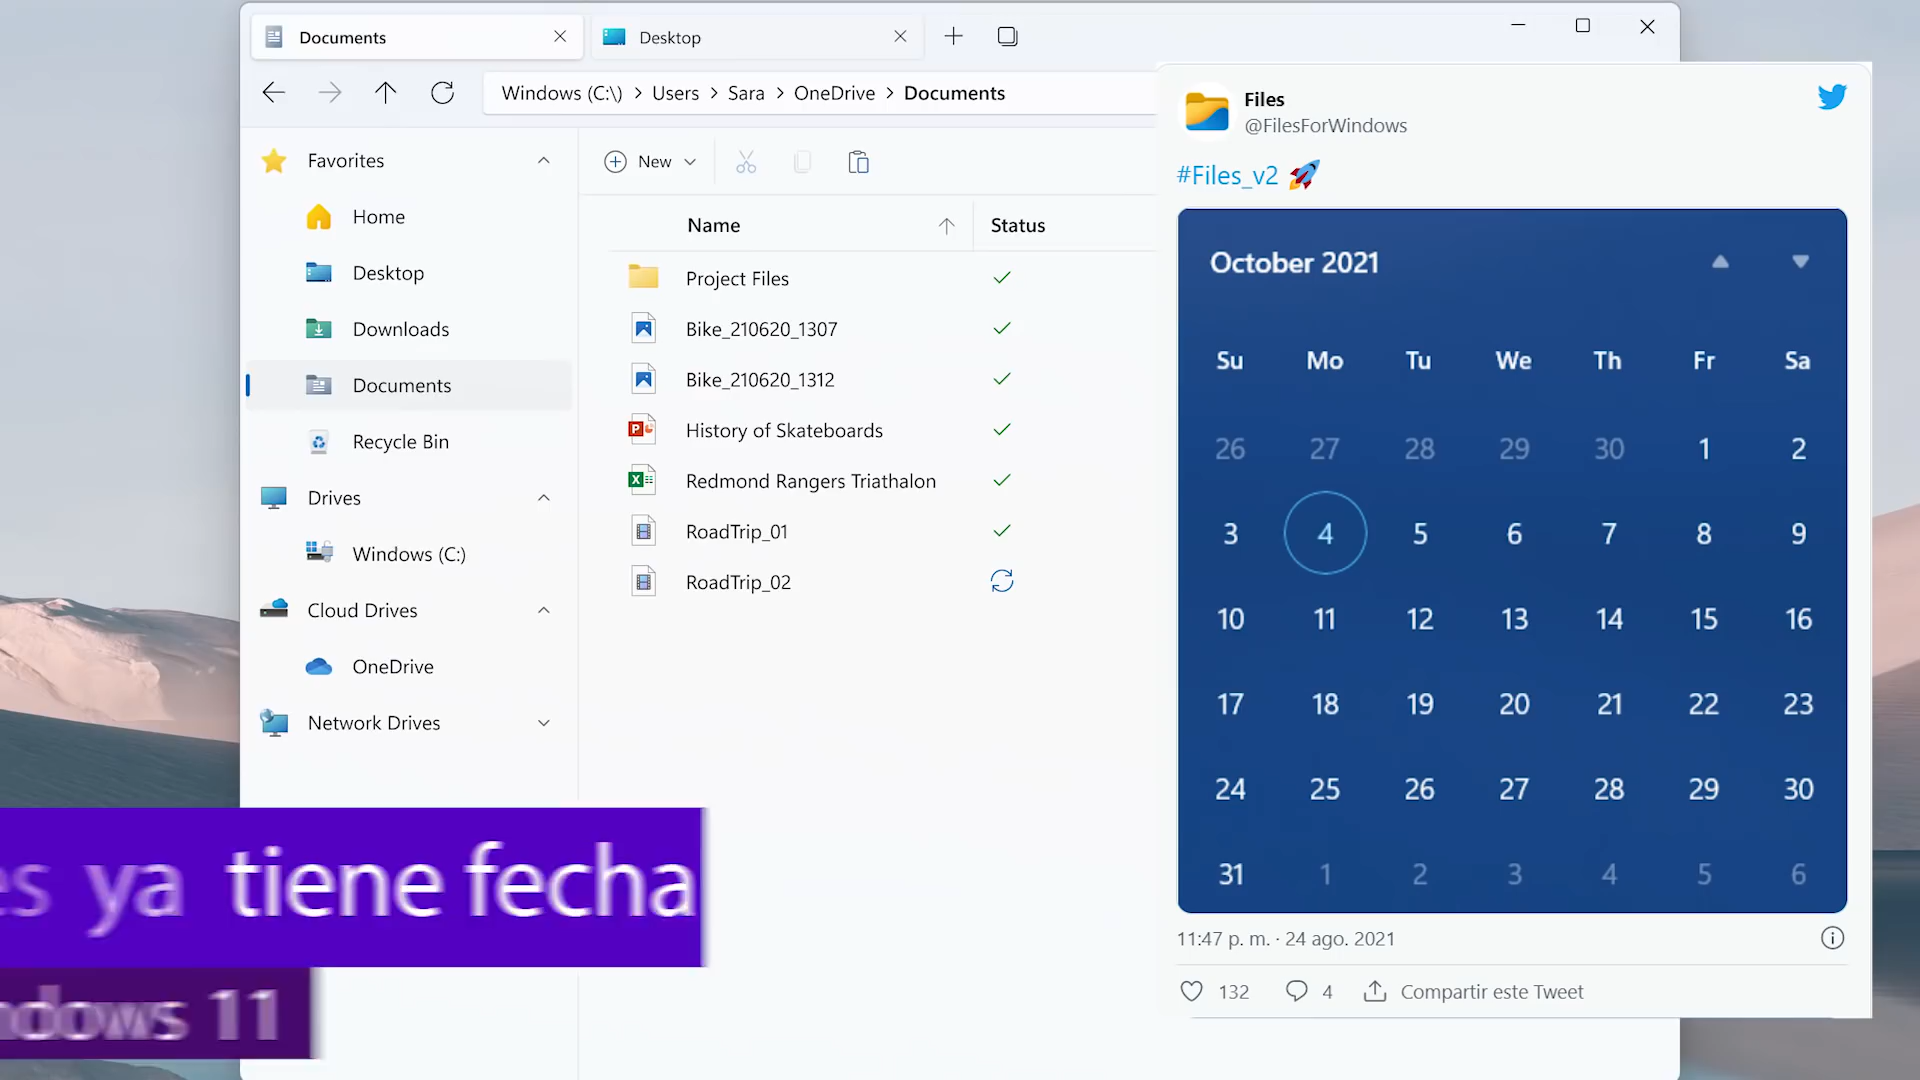 Documents
Desktop
Windows (C:\) > Users > Sara > OneDrive > Documents
Favorites
Home
Desktop
Downloads
Documents
Recycle Bin
Drives
Windows (C:)
Cloud Drives
OneDrive
Network Drives
New
Name Status
Project Files
Bike_210620_1307
Bike_210620_1312
History of Skateboards
Redmond Rangers Triathalon
RoadTrip_01
RoadTrip_02
Files
@FilesForWindows
#Files_v2
October 2021
Su Mo Tu We Th Fr Sa
26 27 28 29 30 1 2
3 4 5 6 7 8 9
10 11 12 13 14 15 16
17 18 19 20 21 22 23
24 25 26 27 28 29 30
31 1 2 3 4 5 6
11:47 p. m. · 24 ago. 2021
132 4 Compartir este Tweet
es ya tiene fecha
ndows 11